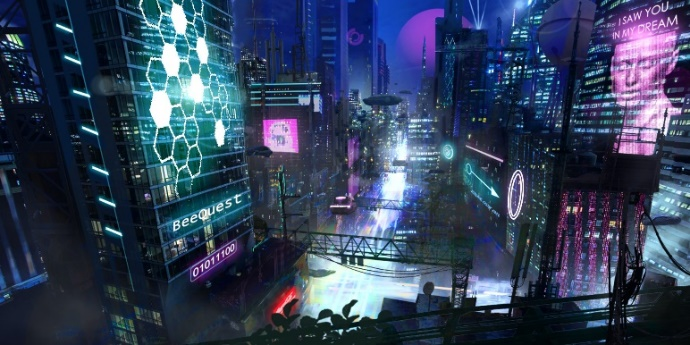 I SAW YOU
IN MY DREAM
BeeQuest
01011100